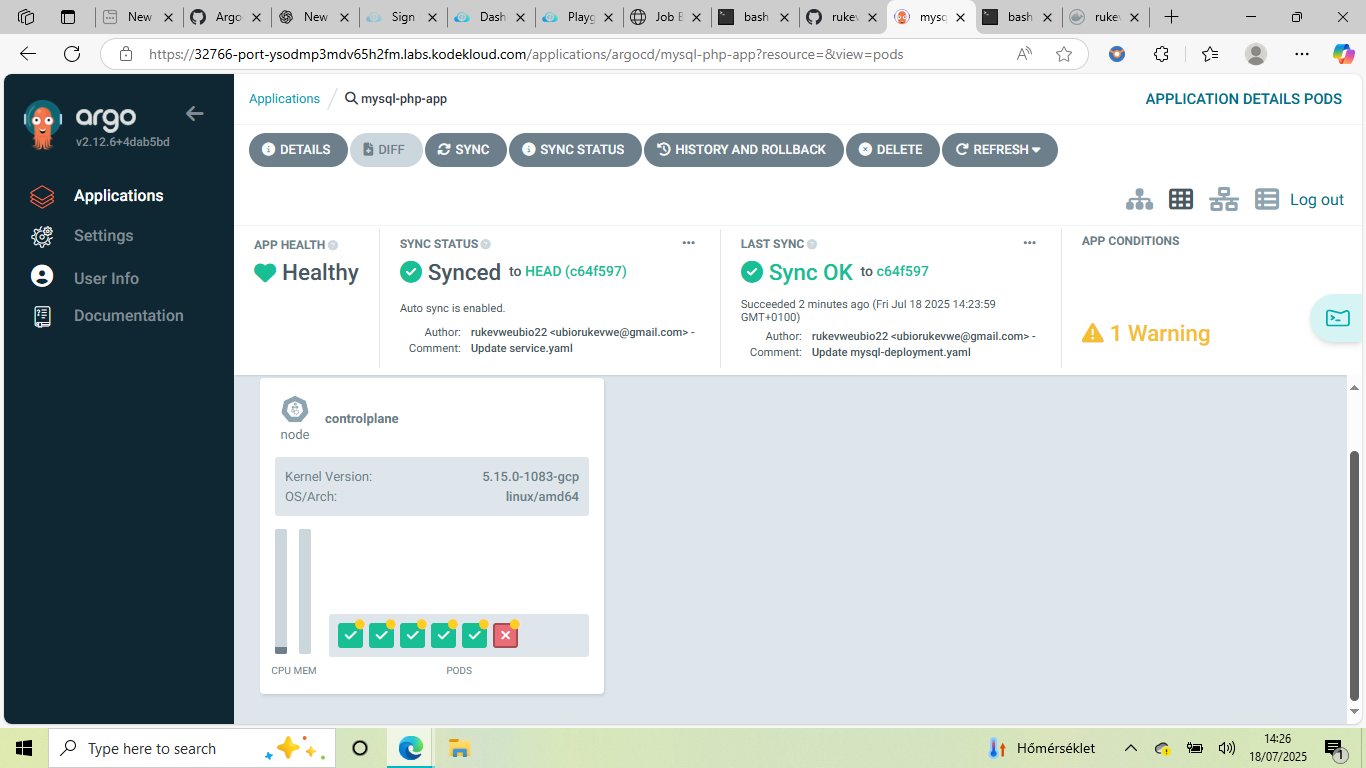 New
Argo
New
Sign
Dash
Playg
Job E
bash
rukev
mysq
bash
rukev
https://32766-port-ysodmp3mdv65h2fm.labs.kodekloud.com/applications/argocd/mysql-php-app?resource=&view=pods
argo
v2.12.6+4dab5bd
Applications
Settings
User Info
Documentation
Applications / mysql-php-app
APPLICATION DETAILS PODS
DETAILS
DIFF
SYNC
SYNC STATUS
HISTORY AND ROLLBACK
DELETE
REFRESH
Log out
APP HEALTH
Healthy
SYNC STATUS
Synced to HEAD (c64f597)
Auto sync is enabled.
Author: rukevweubio22 <ubiorukevwe@gmail.com> -
Comment: Update service.yaml
LAST SYNC
Sync OK to c64f597
Succeeded 2 minutes ago (Fri Jul 18 2025 14:23:59
GMT+0100)
Author: rukevweubio22 <ubiorukevwe@gmail.com> -
Comment: Update mysql-deployment.yaml
APP CONDITIONS
1 Warning
node
controlplane
Kernel Version: 5.15.0-1083-gcp
OS/Arch: linux/amd64
CPU MEM
PODS
Type here to search
Hőmérséklet
14:26
18/07/2025
1